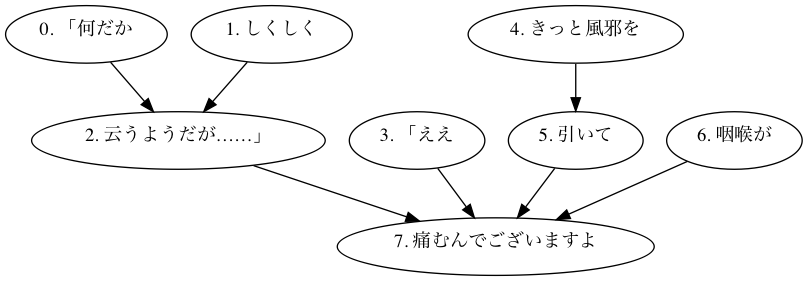 0. 「何だか
1. しくしく
4. きっと風邪を
2. 云うようだが……」
3. 「ええ
5. 引いて
6. 咽喉が
7. 痛むんでございますよ